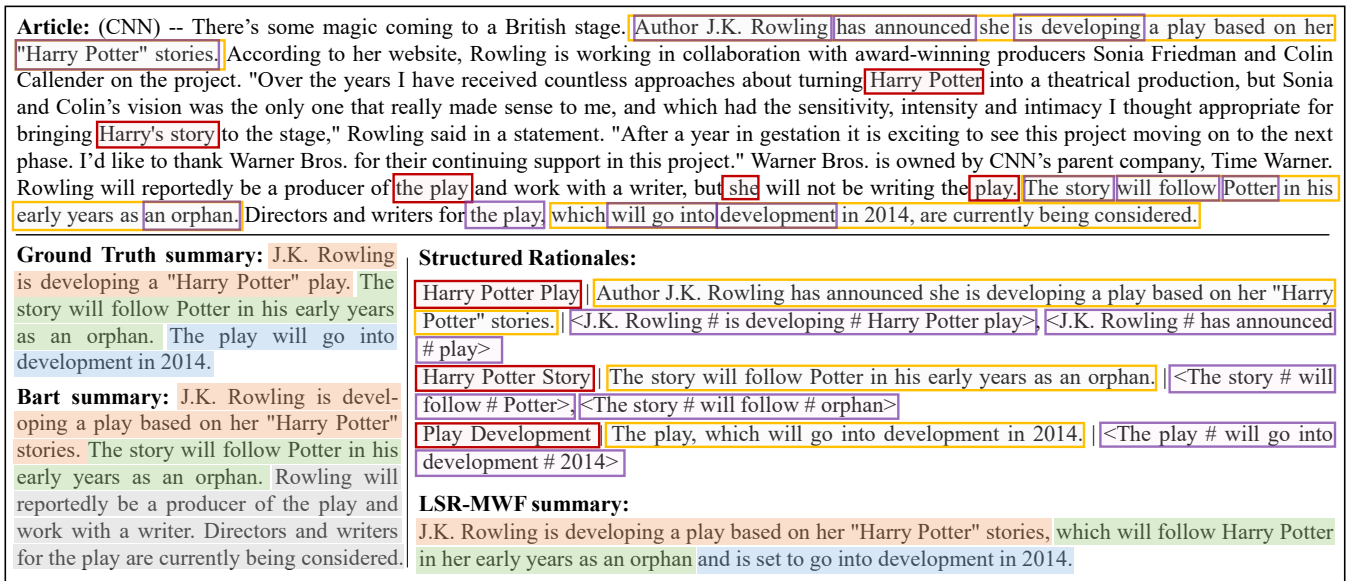 Article: (CNN) -- There's some magic coming to a British stage. Author J.K. Rowling has announced she is developing a play based on her
"Harry Potter" stories. According to her website, Rowling is working in collaboration with award-winning producers Sonia Friedman and Colin
Callender on the project. "Over the years I have received countless approaches about turning Harry Potter into a theatrical production, but Sonia
and Colin's vision was the only one that really made sense to me, and which had the sensitivity, intensity and intimacy I thought appropriate for
bringing Harry's story to the stage," Rowling said in a statement. "After a year in gestation it is exciting to see this project moving on to the next
phase. I'd like to thank Warner Bros. for their continuing support in this project." Warner Bros. is owned by CNN's parent company, Time Warner.
Rowling will reportedly be a producer of the play and work with a writer, but she will not be writing the play. The story will follow Potter in his
early years as an orphan. Directors and writers for the play, which will go into development in 2014, are currently being considered.
Ground Truth summary: J.K. Rowling
is developing a "Harry Potter" play. The
story will follow Potter in his early years
as an orphan. The play will go into
development in 2014.
Bart summary: J.K. Rowling is devel-
oping a play based on her "Harry Potter"
stories. The story will follow Potter in his
early years as an orphan. Rowling will
reportedly be a producer of the play and
work with a writer. Directors and writers
for the play are currently being considered.
Structured Rationales:
Harry Potter Play | Author J.K. Rowling has announced she is developing a play based on her "Harry
Potter" stories. | <J.K. Rowling # is developing # Harry Potter play>, <J.K. Rowling # has announced
# play>
Harry Potter Story | The story will follow Potter in his early years as an orphan. | <The story # will
follow # Potter>, <The story # will follow # orphan>
Play Development | The play, which will go into development in 2014. | <The play # will go into
development # 2014>
LSR-MWF summary:
J.K. Rowling is developing a play based on her "Harry Potter" stories, which will follow Harry Potter
in her early years as an orphan and is set to go into development in 2014.